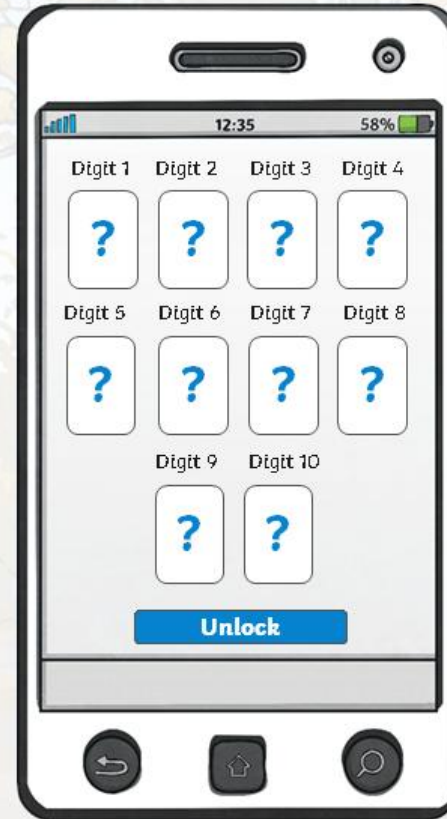 12:35 58%
Digit 1 Digit 2 Digit 3 Digit 4
? ? ? ?
Digit 5 Digit 6 Digit 7 Digit 8
? ? ? ?
Digit 9 Digit 10
? ?
Unlock